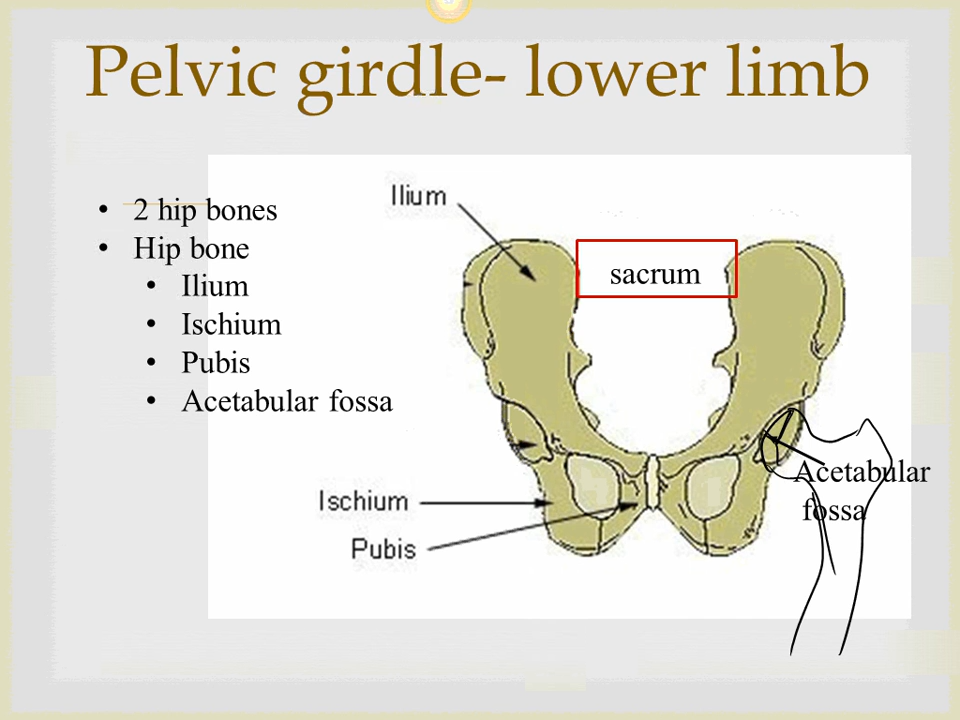 Pelvic girdle- lower limb
• 2 hip bones
• Hip bone
• Ilium
• Ischium
• Pubis
• Acetabular fossa
Ilium
sacrum
Acetabular
fossa
Ischium
Pubis